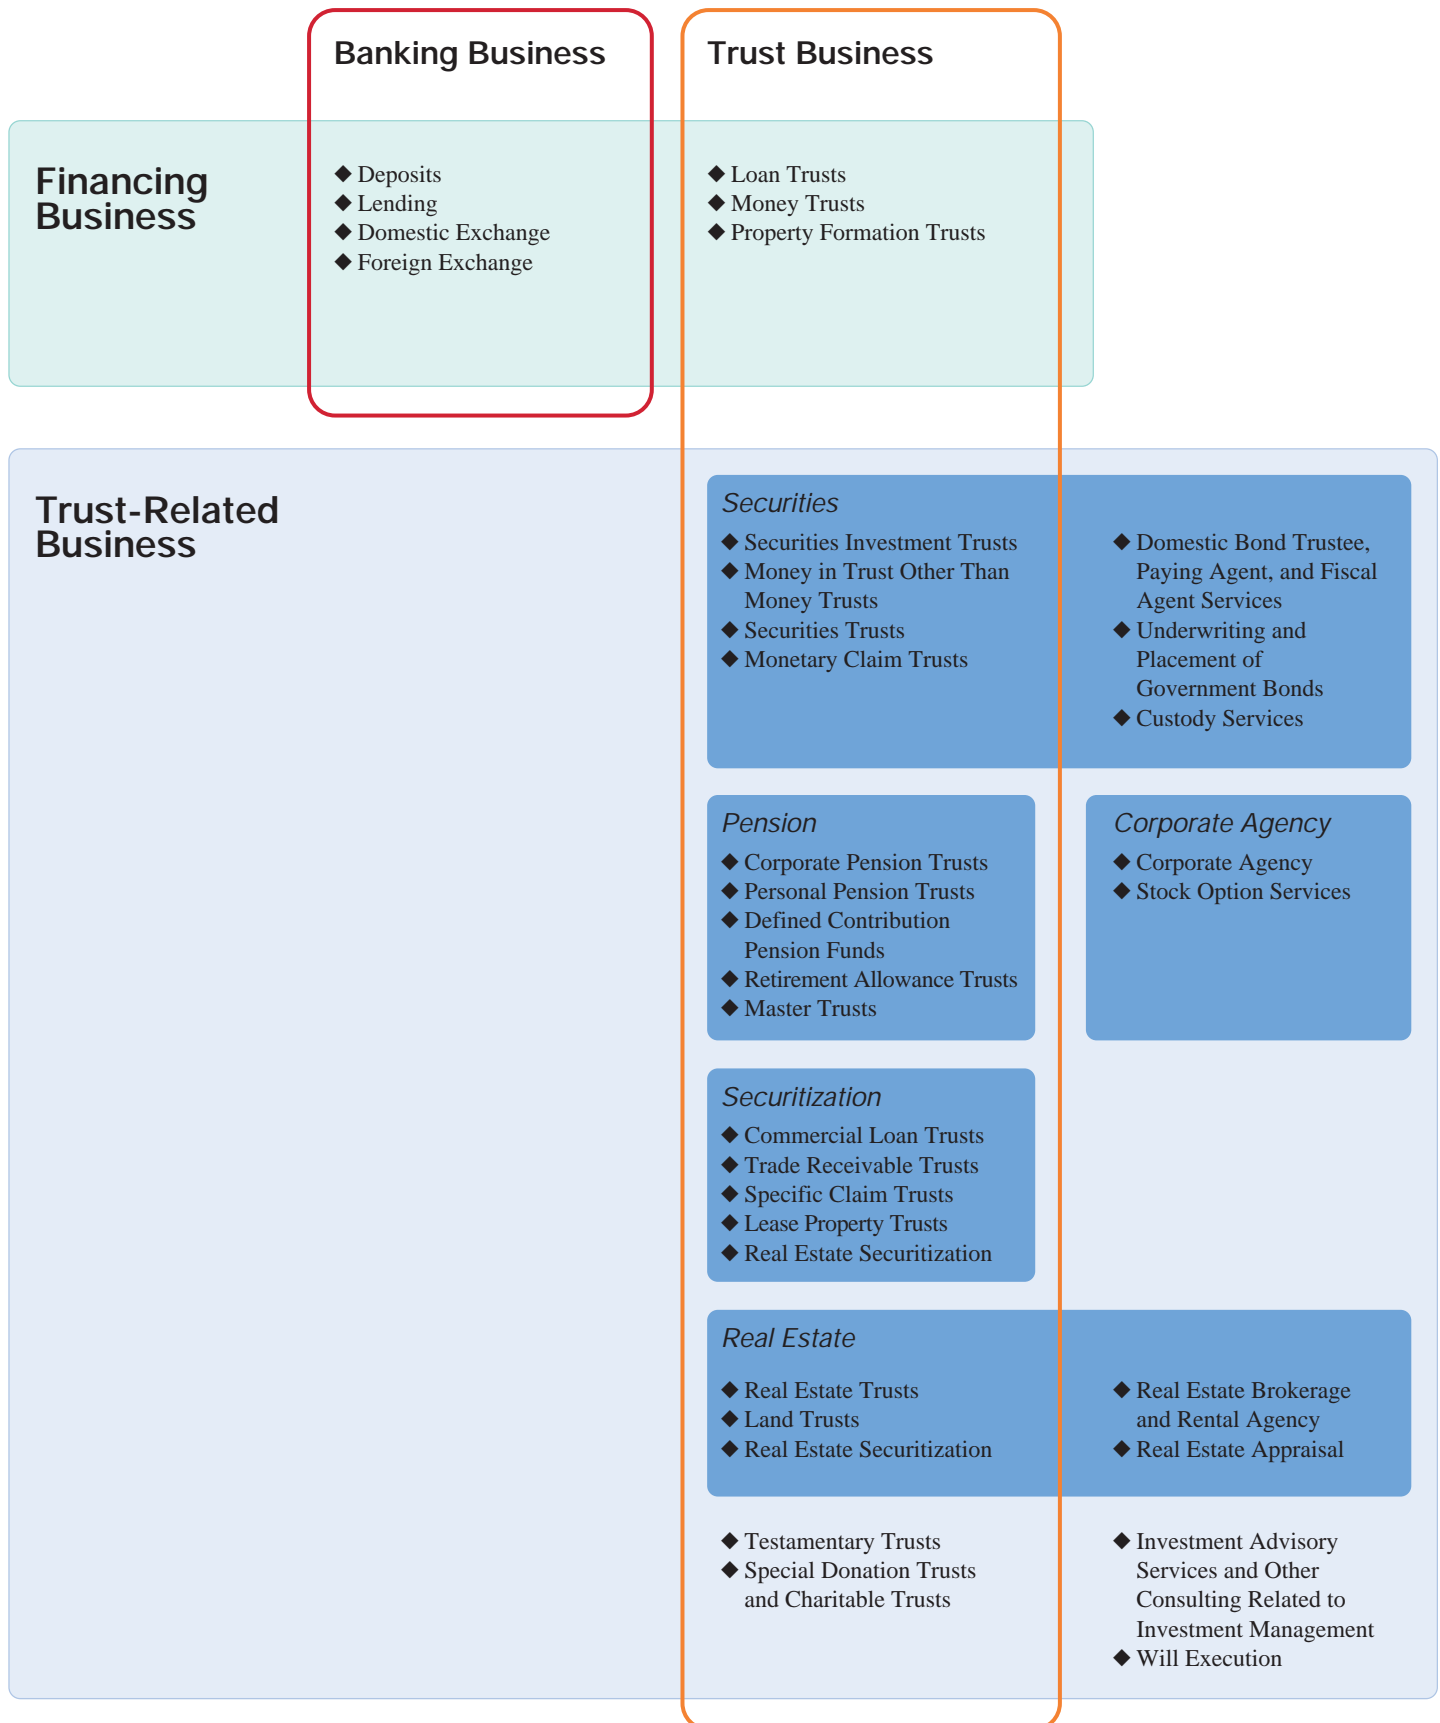 Banking Business
Trust Business
Financing
Business
◆ Deposits
◆ Lending
◆ Domestic Exchange
◆ Foreign Exchange
◆ Loan Trusts
◆ Money Trusts
◆ Property Formation Trusts
Trust-Related
Business
Securities
◆ Securities Investment Trusts
◆ Money in Trust Other Than
Money Trusts
◆ Securities Trusts
◆ Monetary Claim Trusts
◆ Domestic Bond Trustee,
Paying Agent, and Fiscal
Agent Services
◆ Underwriting and
Placement of
Government Bonds
◆ Custody Services
Pension
◆ Corporate Pension Trusts
◆ Personal Pension Trusts
◆ Defined Contribution
Pension Funds
◆ Retirement Allowance Trusts
◆ Master Trusts
Corporate Agency
◆ Corporate Agency
◆ Stock Option Services
Securitization
◆ Commercial Loan Trusts
◆ Trade Receivable Trusts
◆ Specific Claim Trusts
◆ Lease Property Trusts
◆ Real Estate Securitization
Real Estate
◆ Real Estate Trusts
◆ Land Trusts
◆ Real Estate Securitization
◆ Real Estate Brokerage
and Rental Agency
◆ Real Estate Appraisal
◆ Testamentary Trusts
◆ Special Donation Trusts
and Charitable Trusts
◆ Investment Advisory
Services and Other
Consulting Related to
Investment Management
◆ Will Execution